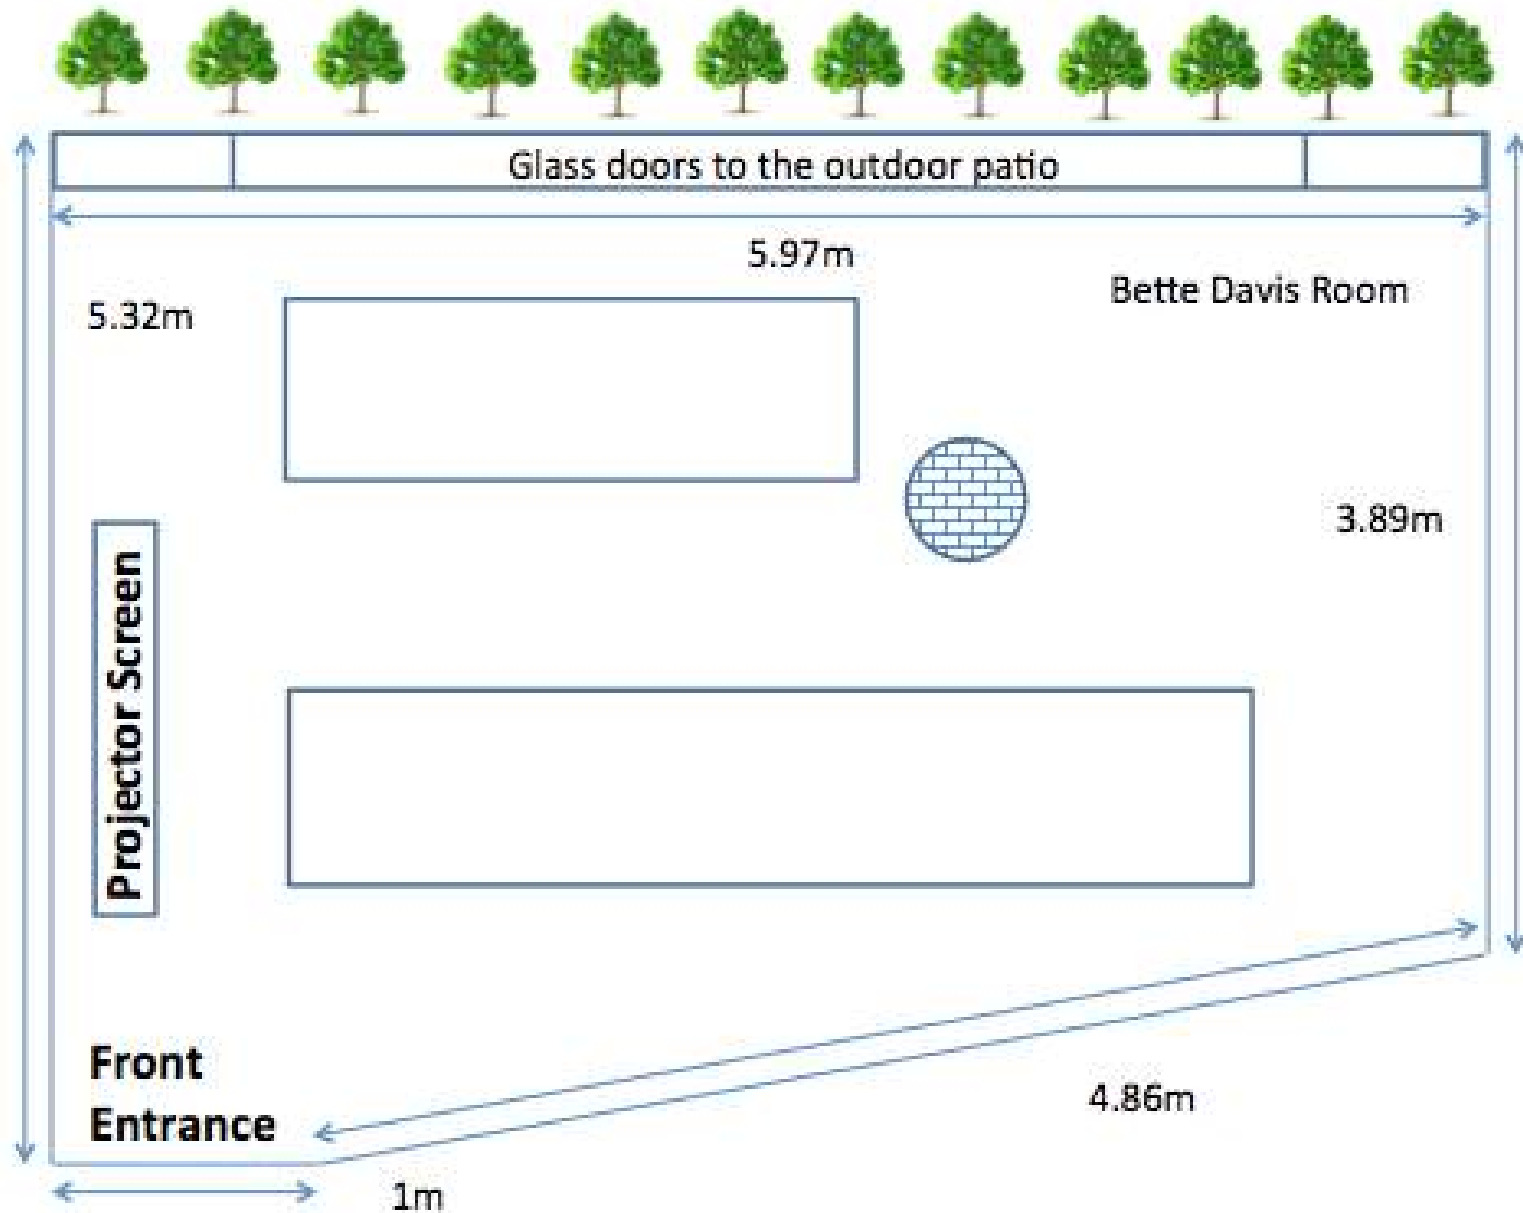 Glass doors to the outdoor patio
5.97m
Bette Davis Room
5.32m
3.89m
Projector Screen
Front
Entrance
4.86m
1m